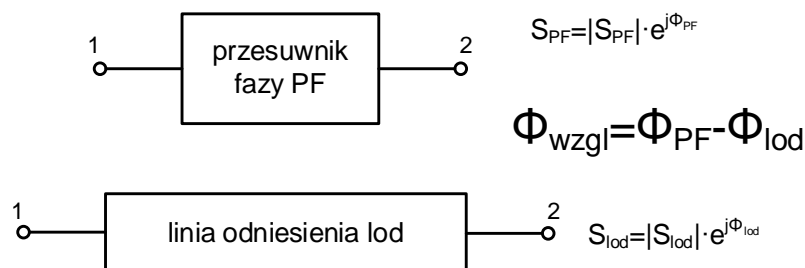 1
przesuwnik
fazy PF
2
S_PF=|S_PF|·e^jΦ_PF
Φ_wzgl=Φ_PF-Φ_lod
1
linia odniesienia lod
2
S_lod=|S_lod|·e^jΦ_lod